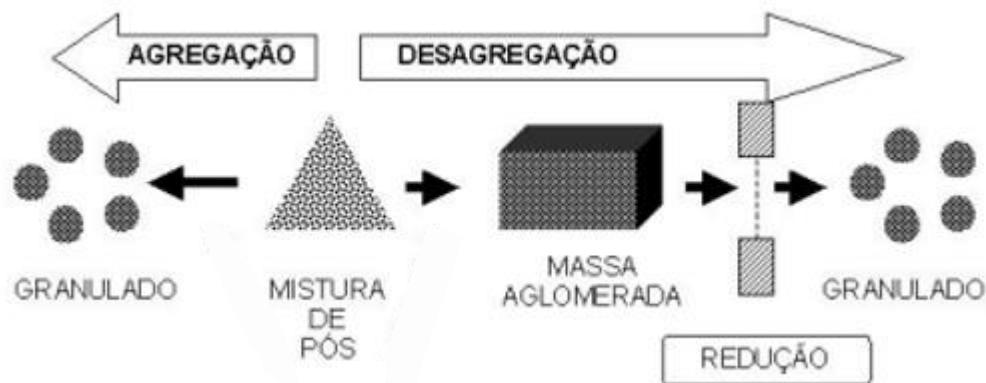 AGREGAÇÃO
DESAGREGAÇÃO
GRANULADO
MISTURA
DE
PÓS
MASSA
AGLOMERADA
GRANULADO
REDUÇÃO